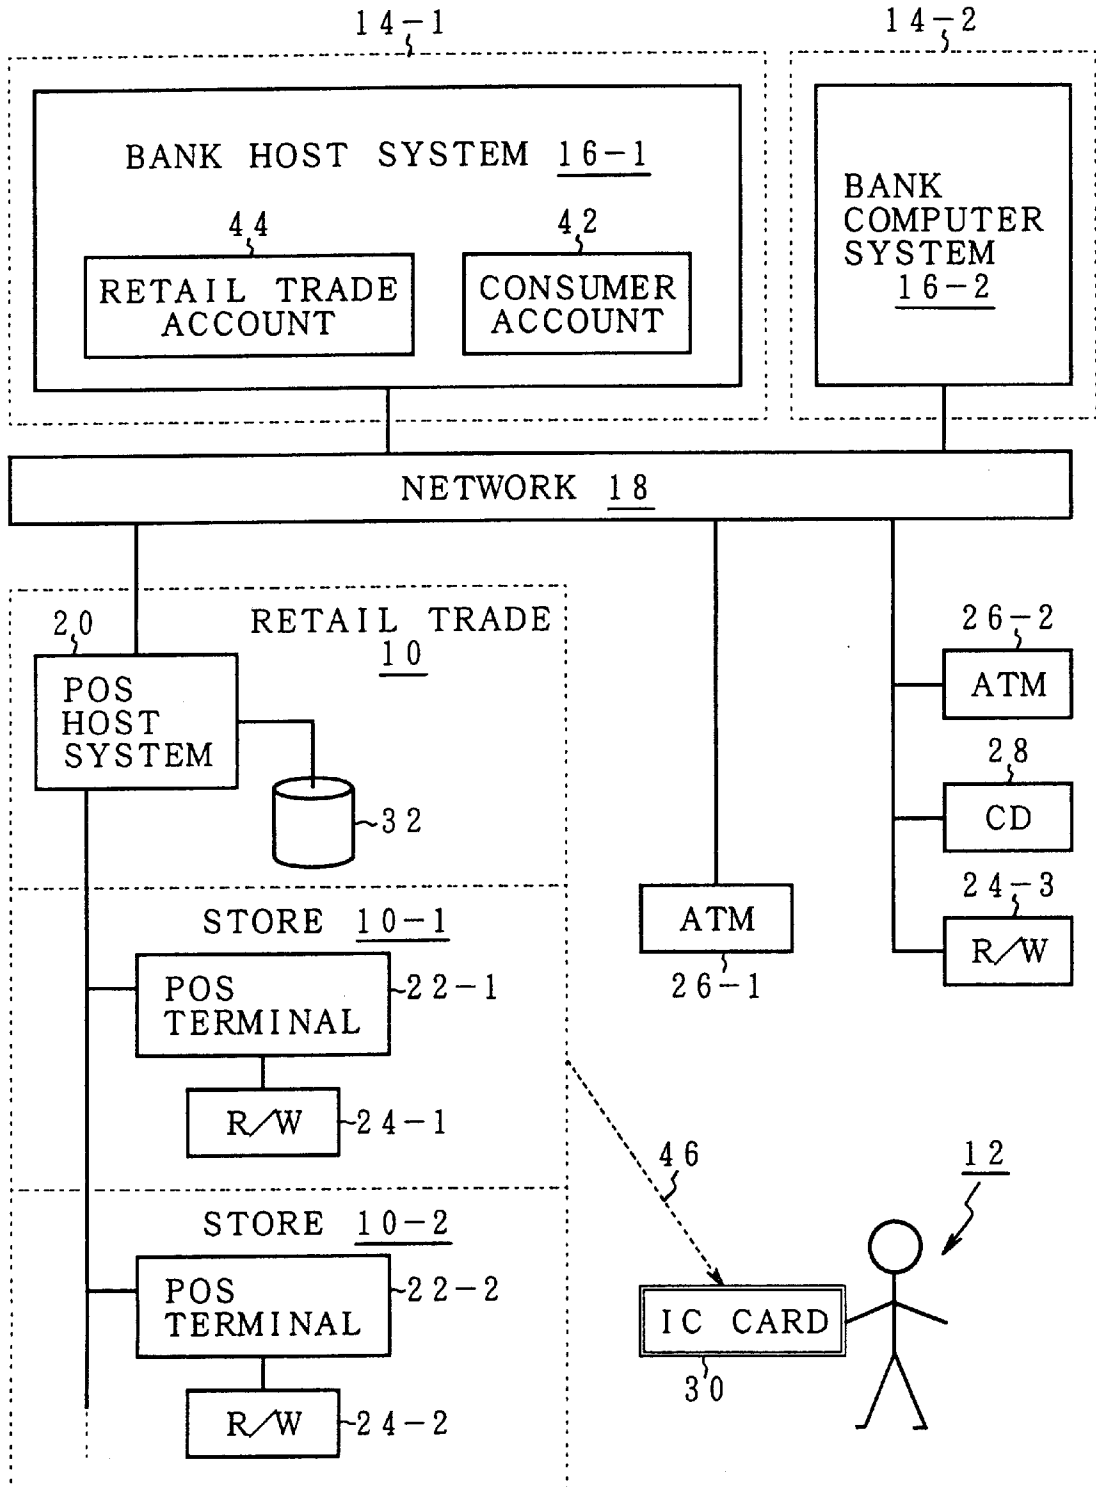 14-1
14-2
BANK HOST SYSTEM 16-1
BANK
COMPUTER
SYSTEM
16-2
44
42
RETAIL TRADE
ACCOUNT
CONSUMER
ACCOUNT
NETWORK 18
20
RETAIL TRADE
10
POS
HOST
SYSTEM
32
26-2
ATM
28
CD
24-3
R/W
ATM
26-1
STORE 10-1
POS
TERMINAL
22-1
R/W
24-1
STORE 10-2
POS
TERMINAL
22-2
R/W
24-2
46
12
IC CARD
30